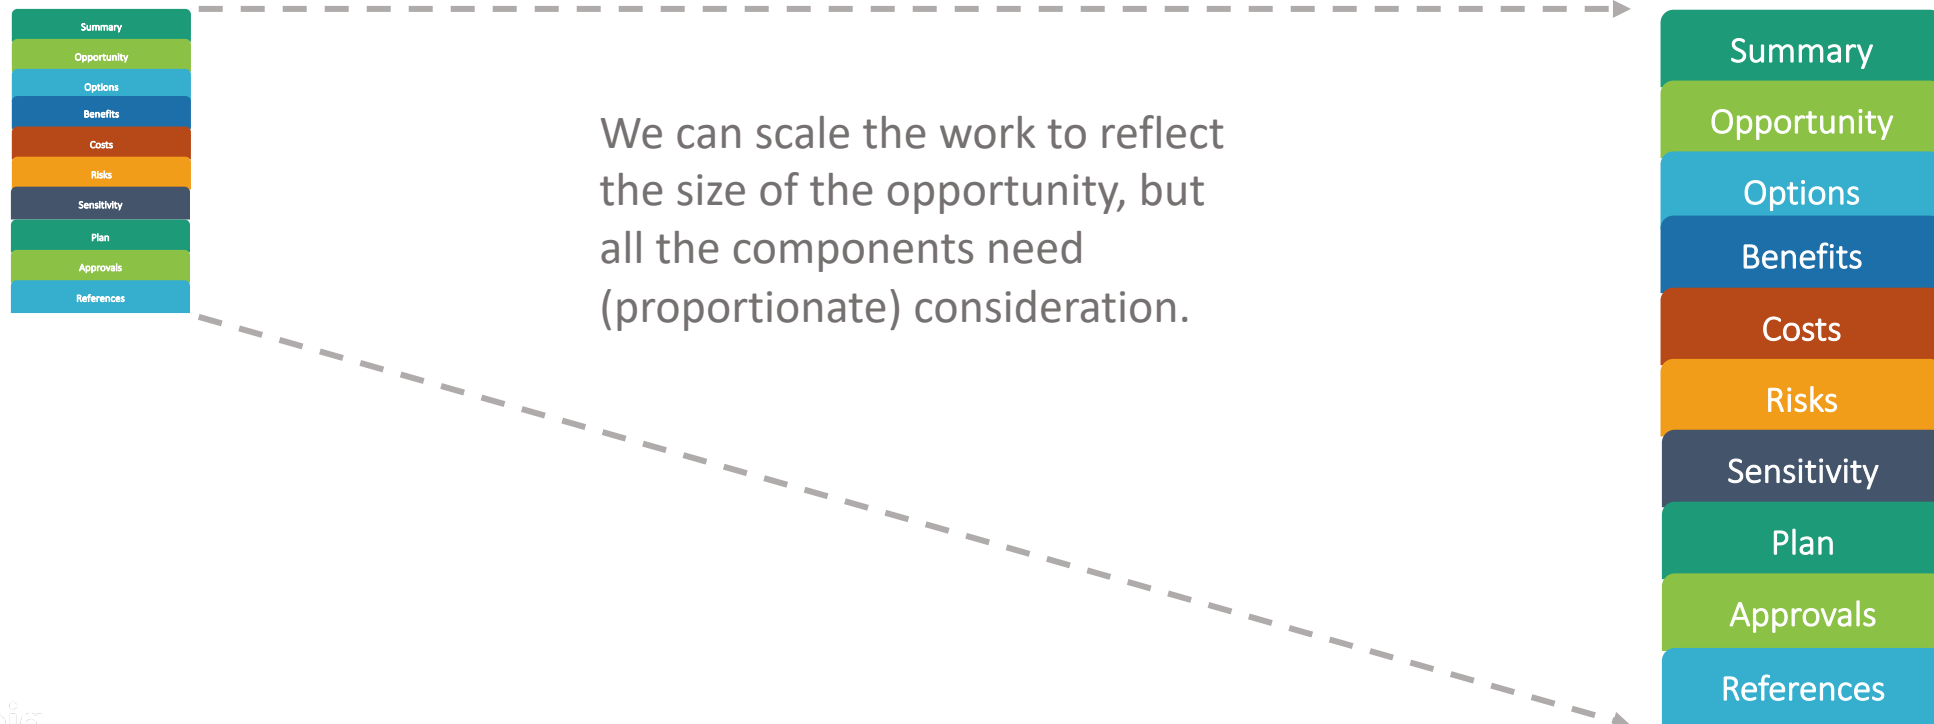 Summary
Opportunity
Options
Benefits
Costs
Risks
Sensitivity
Plan
Approvals
References
We can scale the work to reflect
the size of the opportunity, but
all the components need
(proportionate) consideration.
Summary
Opportunity
Options
Benefits
Costs
Risks
Sensitivity
Plan
Approvals
References